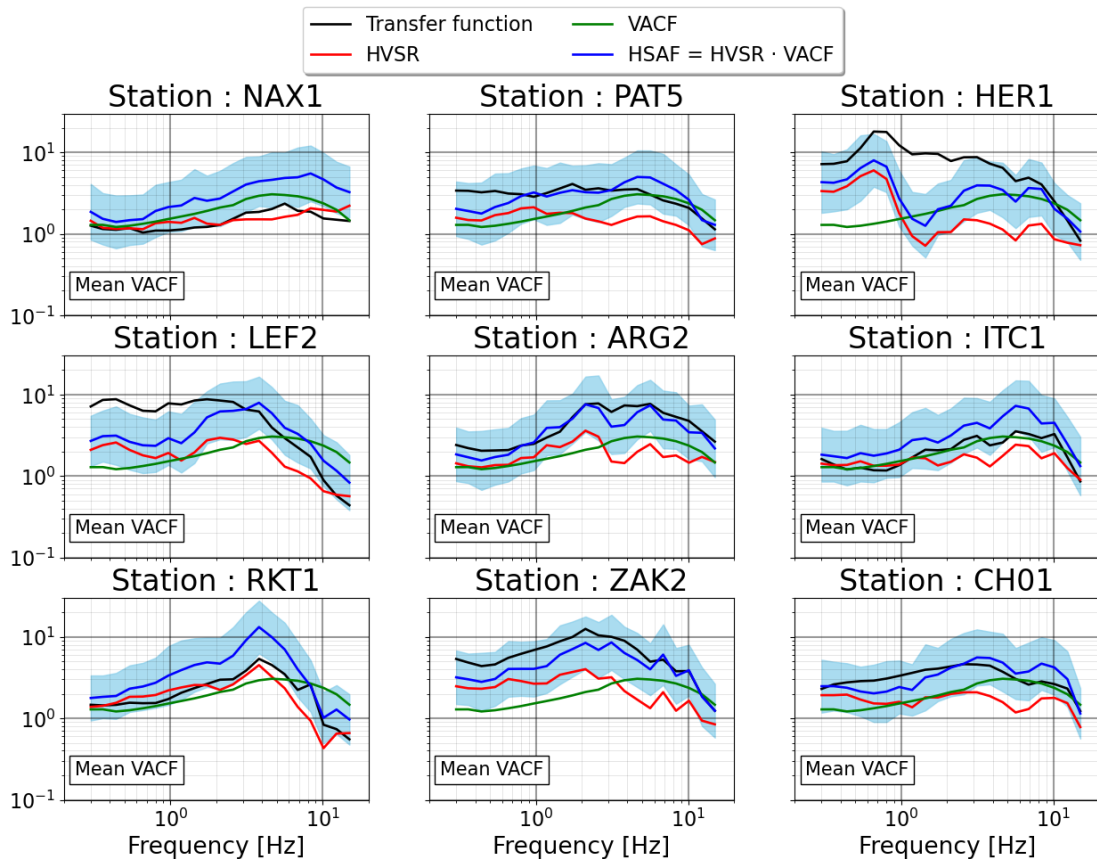 Transfer function VACF
HVSR HSAF = HVSR · VACF
Station : NAX1 Station : PAT5 Station : HER1
10^1
10^0
Mean VACF Mean VACF Mean VACF
10^-1
Station : LEF2 Station : ARG2 Station : ITC1
10^1
10^0
Mean VACF Mean VACF Mean VACF
10^-1
Station : RKT1 Station : ZAK2 Station : CH01
10^1
10^0
Mean VACF Mean VACF Mean VACF
10^-1
10^0 10^1 10^0 10^1 10^0 10^1
Frequency [Hz] Frequency [Hz] Frequency [Hz]